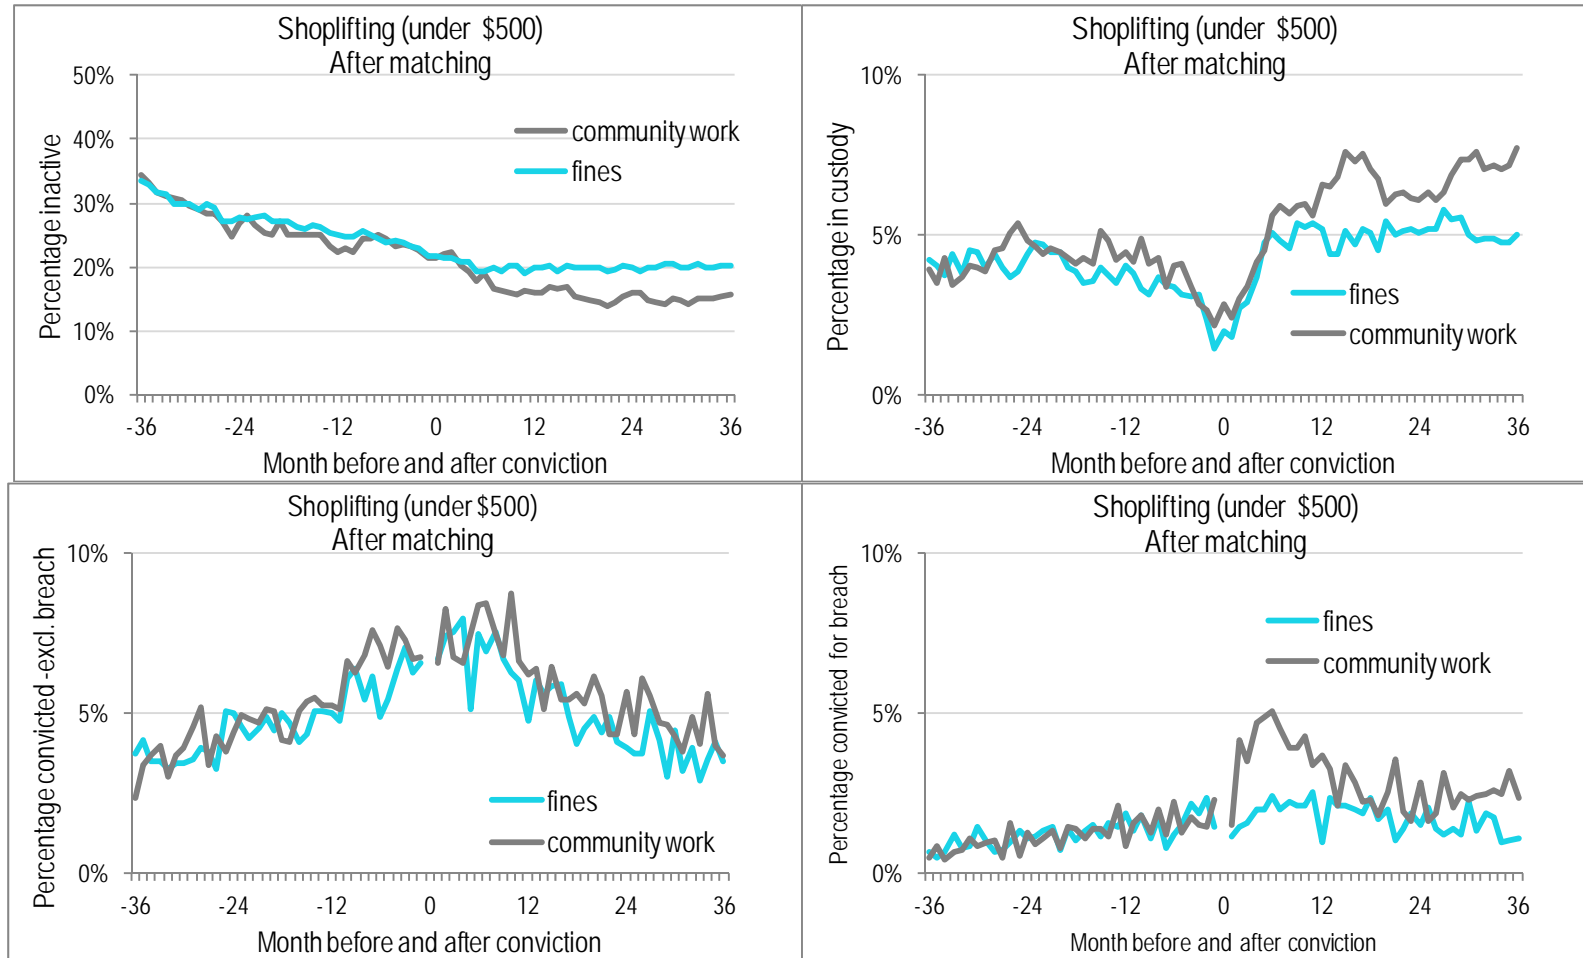 Shoplifting (under $500)
After matching
50%
40%
30%
20%
10%
0%
Percentage inactive
community work
fines
-36 -24 -12 0 12 24 36
Month before and after conviction
Shoplifting (under $500)
After matching
10%
5%
0%
Percentage in custody
fines
community work
-36 -24 -12 0 12 24 36
Month before and after conviction
Shoplifting (under $500)
After matching
10%
5%
0%
Percentage convicted -excl. breach
fines
community work
-36 -24 -12 0 12 24 36
Month before and after conviction
Shoplifting (under $500)
After matching
10%
5%
0%
Percentage convicted for breach
fines
community work
-36 -24 -12 0 12 24 36
Month before and after conviction